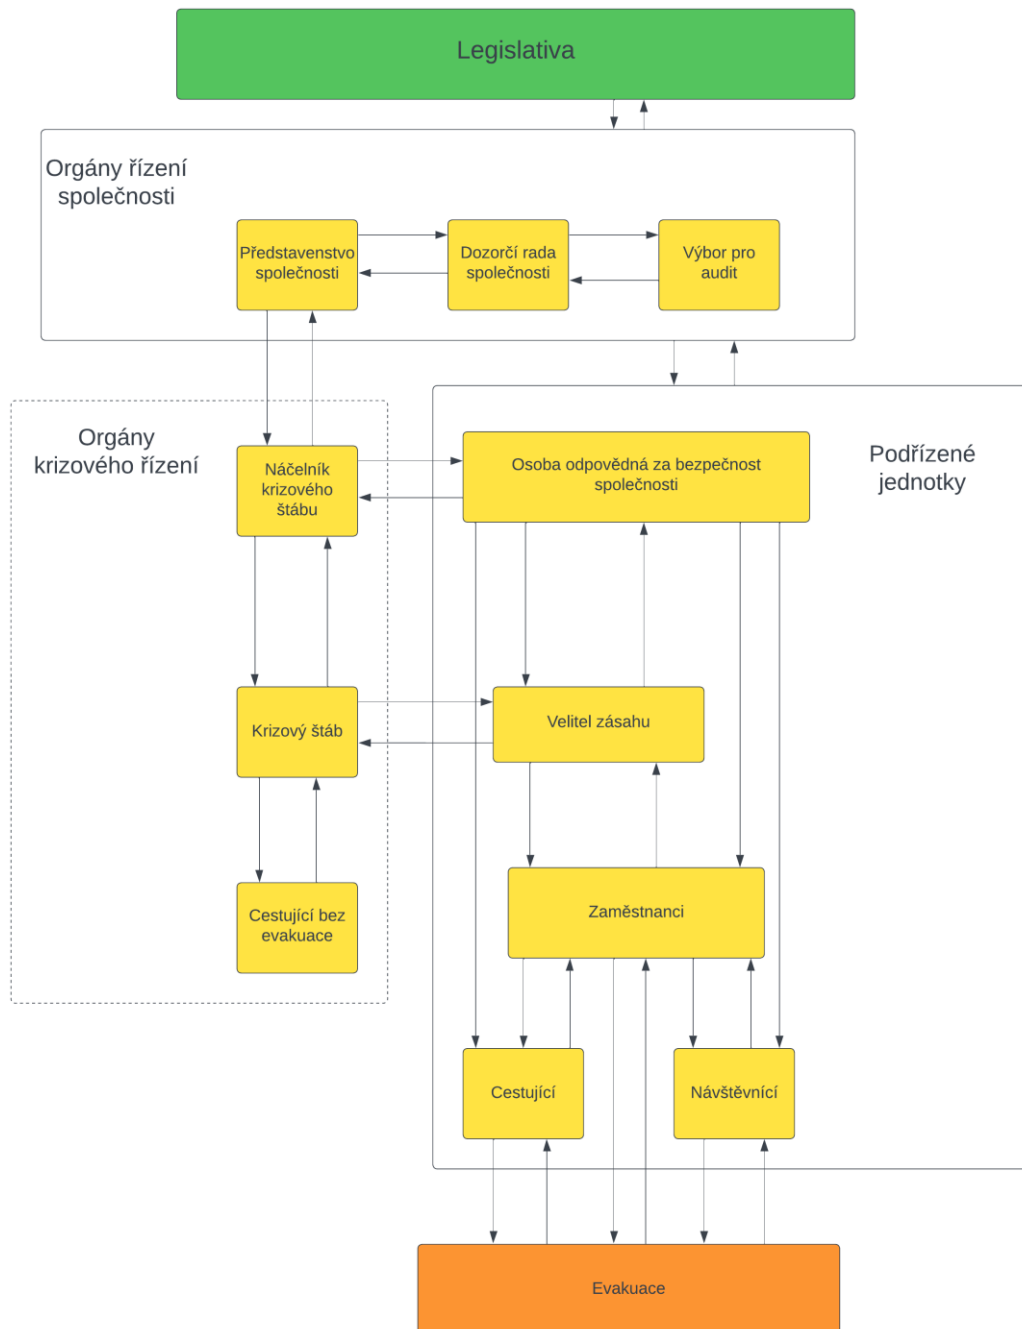 Legislativa
Orgány řízení
společnosti
Představenstvo
společnosti
Dozorčí rada
společnosti
Výbor pro
audit
Orgány
krizového řízení
Náčelník
krizového
štábu
Osoba odpovědná za bezpečnost
společnosti
Podřízené
jednotky
Krizový štáb
Velitel zásahu
Cestující bez
evakuace
Zaměstnanci
Cestující
Návštěvnící
Evakuace